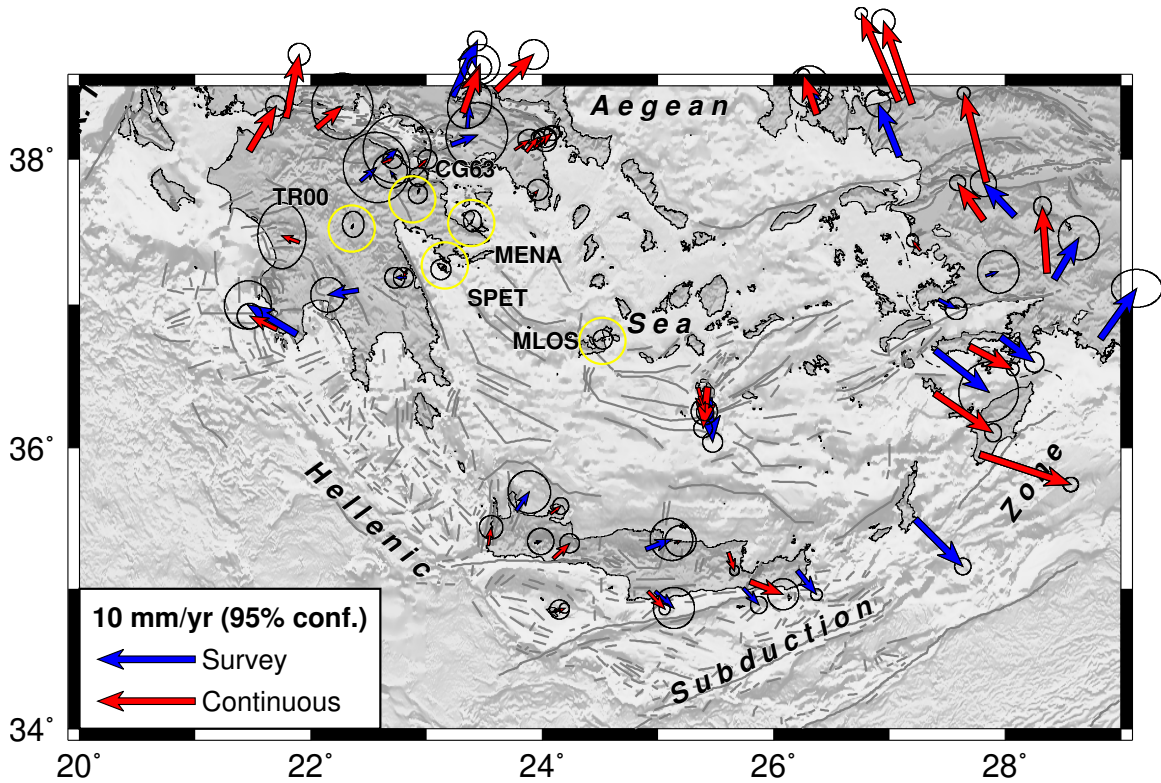 Aegean
38°
CG63
TR00
MENA
SPET
Sea
MLOS
36°
Hellenic
Zone
Subduction
10 mm/yr (95% conf.)
Survey
Continuous
34°
20° 22° 24° 26° 28°